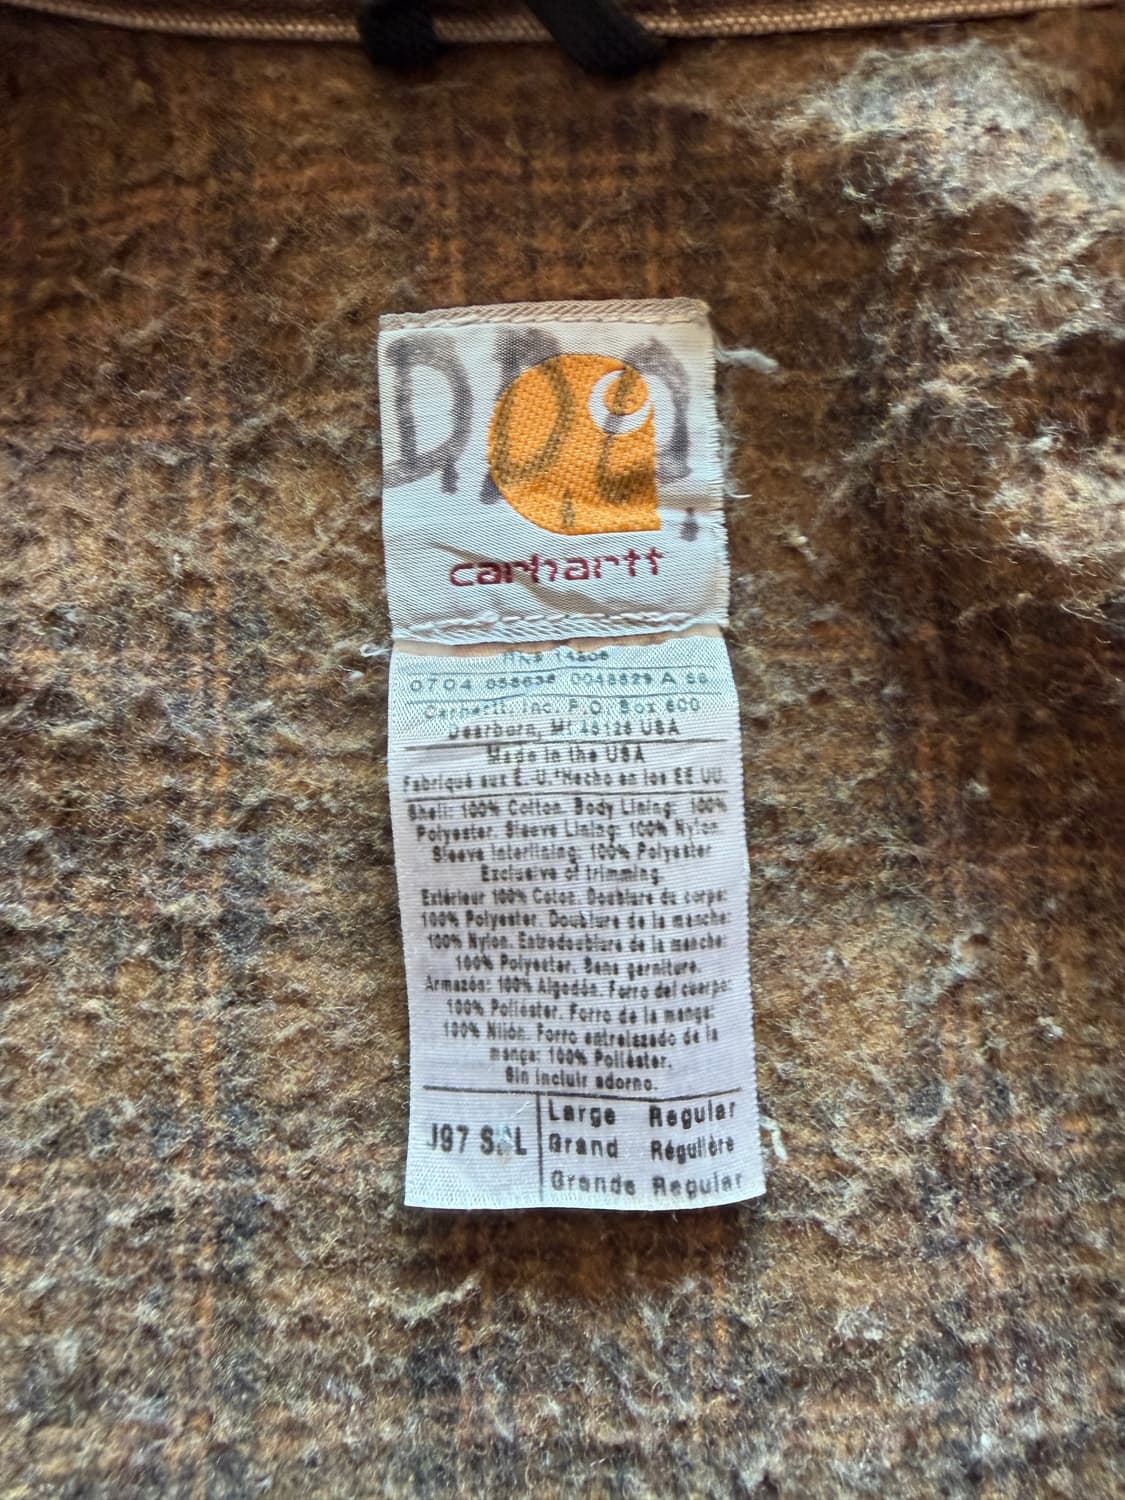 D.D.Q.
carhartt
RN# 14806
0704 0048629 A 56
Carhartt, Inc. P.O. Box 600
Dearborn, MI 48126 USA
Made in the USA
Fabriqué aux É.-U. Hecho en los EE.UU.
Shell: 100% Cotton. Body Lining: 100%
Polyester. Sleeve Lining: 100% Nylon.
Sleeve Interlining: 100% Polyester
Exclusive of trimming.
Extérieur 100% Coton. Doublure du corps:
100% Polyester. Doublure de la manche:
100% Nylon. Entredoublure de la manche:
100% Polyester. Sans garniture.
Armazón: 100% Algodón. Forro del cuerpo:
100% Poliéster. Forro de la manga:
100% Nilón. Forro entrelazado de la
manga: 100% Poliéster.
Sin incluir adorno.
J97 L
Large Regular
Grand Régulière
Grande Regular